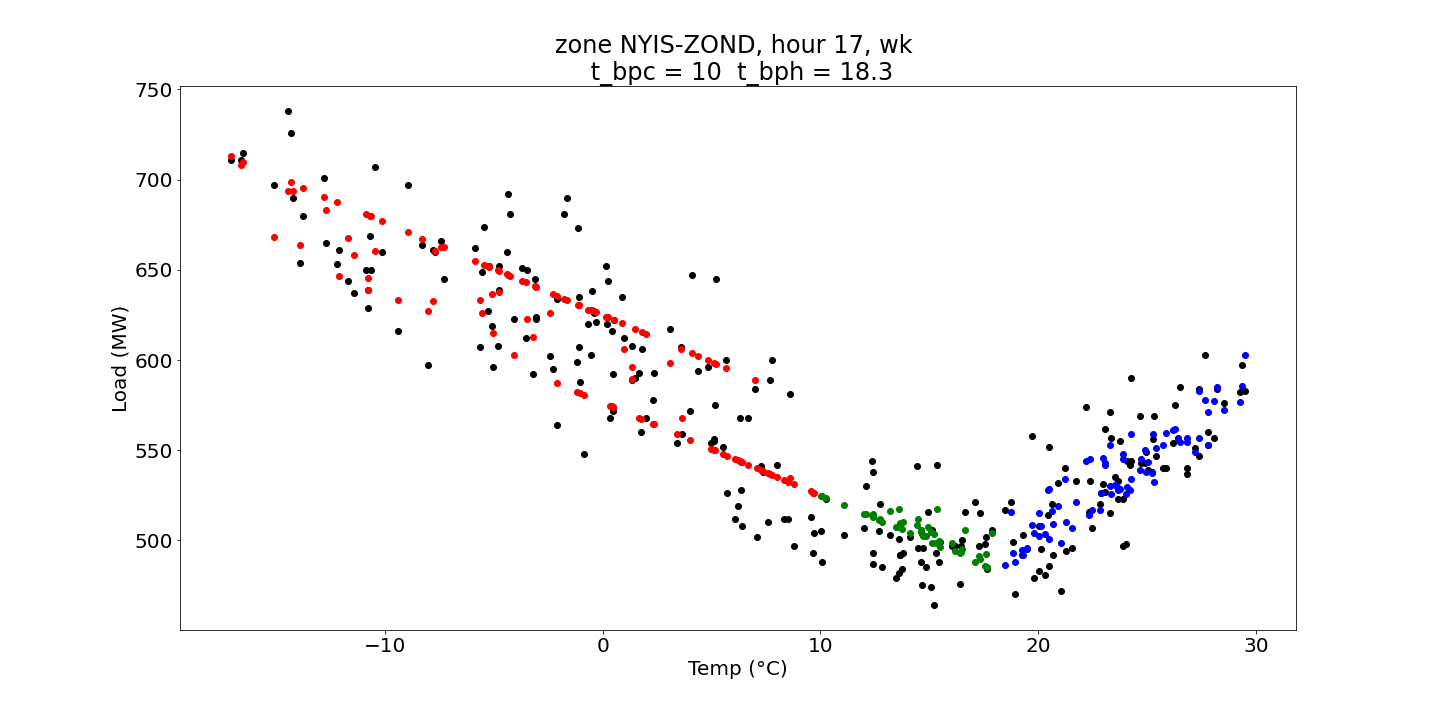 zone NYIS-ZOND, hour 17, wk
t_bpc = 10 t_bph = 18.3
750
700
650
600
550
500
Load (MW)
−10
0
10
20
30
Temp (°C)